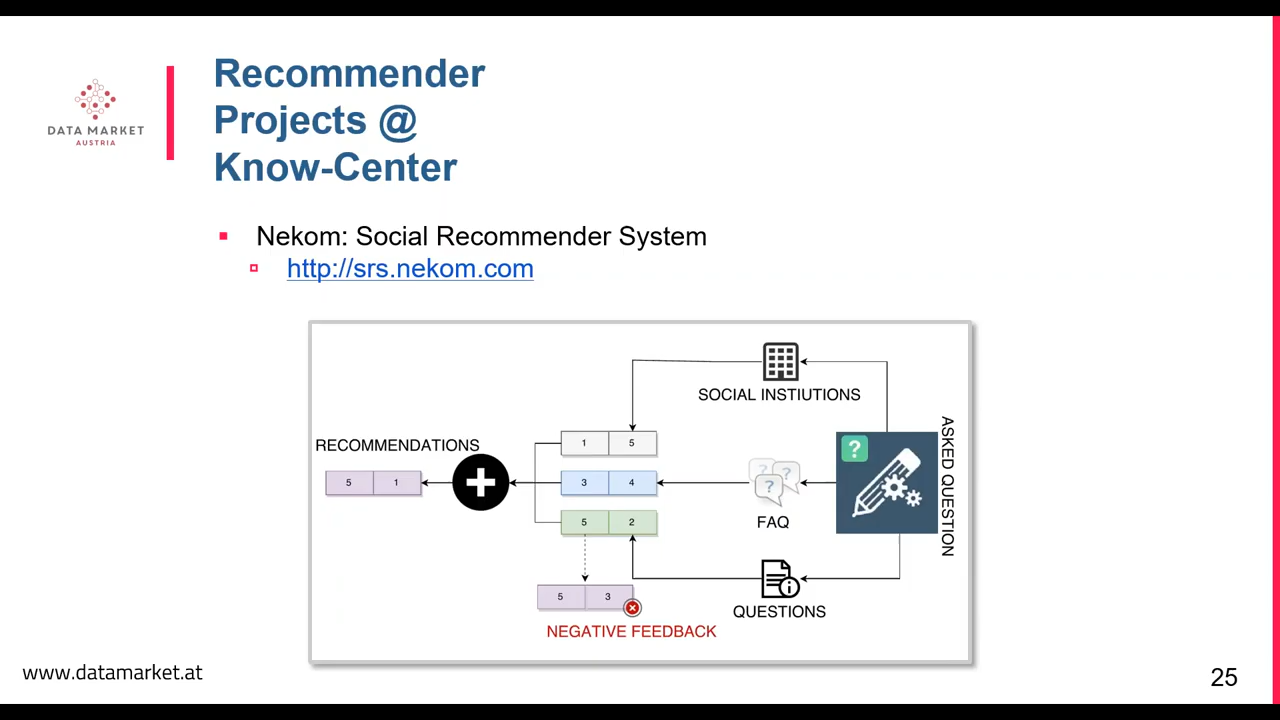 Recommender
Projects @
Know-Center
DATA MARKET
AUSTRIA
Nekom: Social Recommender System
http://srs.nekom.com
SOCIAL INSTIUTIONS
RECOMMENDATIONS
1 5
5 1
3 4
5 2
? ? ?
FAQ
?
ASKED QUESTION
5 3
NEGATIVE FEEDBACK
QUESTIONS
www.datamarket.at
25